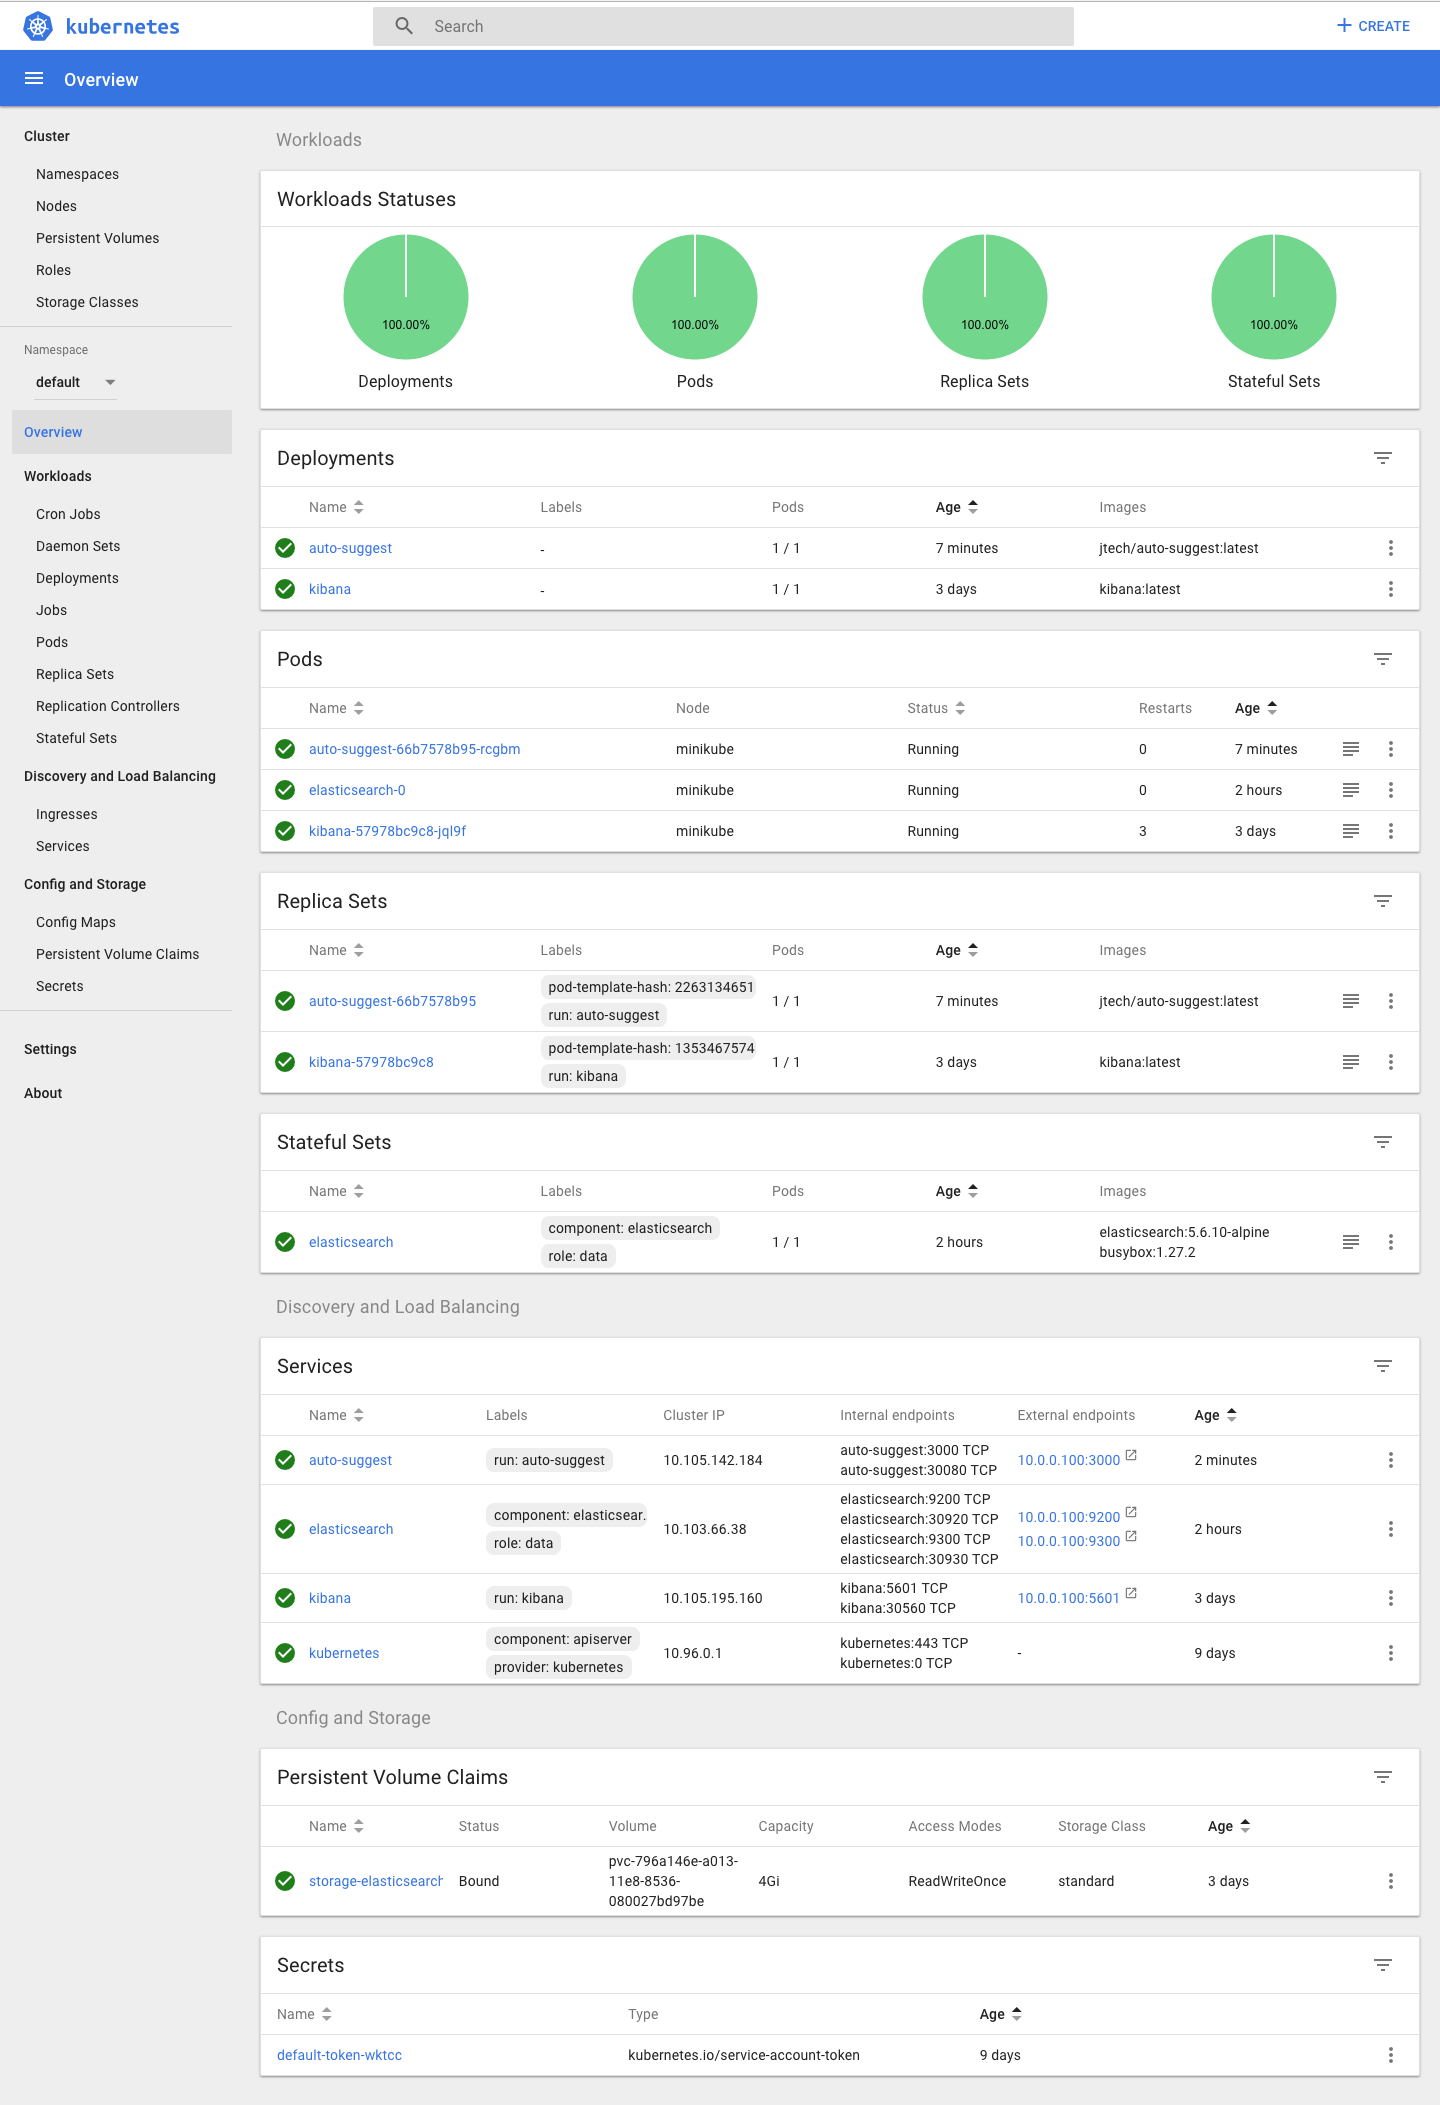 kubernetes
Search
CREATE
Overview
Cluster
Namespaces
Nodes
Persistent Volumes
Roles
Storage Classes
Namespace
default
Overview
Workloads
Cron Jobs
Daemon Sets
Deployments
Jobs
Pods
Replica Sets
Replication Controllers
Stateful Sets
Discovery and Load Balancing
Ingresses
Services
Config and Storage
Config Maps
Persistent Volume Claims
Secrets
Settings
About
Workloads
Workloads Statuses
100.00% 100.00% 100.00% 100.00%
Deployments Pods Replica Sets Stateful Sets
Deployments
Name Labels Pods Age Images
auto-suggest - 1 / 1 7 minutes jtech/auto-suggest:latest
kibana - 1 / 1 3 days kibana:latest
Pods
Name Node Status Restarts Age
auto-suggest-66b7578b95-rcgbm minikube Running 0 7 minutes
elasticsearch-0 minikube Running 0 2 hours
kibana-57978bc9c8-jql9f minikube Running 3 3 days
Replica Sets
Name Labels Pods Age Images
pod-template-hash: 2263134651
auto-suggest-66b7578b95 1 / 1 7 minutes jtech/auto-suggest:latest
run: auto-suggest
pod-template-hash: 1353467574
kibana-57978bc9c8 1 / 1 3 days kibana:latest
run: kibana
Stateful Sets
Name Labels Pods Age Images
component: elasticsearch elasticsearch:5.6.10-alpine
elasticsearch 1 / 1 2 hours
role: data busybox:1.27.2
Discovery and Load Balancing
Services
Name Labels Cluster IP Internal endpoints External endpoints Age
auto-suggest:3000 TCP
auto-suggest run: auto-suggest 10.105.142.184 10.0.0.100:3000 2 minutes
auto-suggest:30080 TCP
elasticsearch:9200 TCP
component: elasticsear. elasticsearch:30920 TCP 10.0.0.100:9200
elasticsearch 10.103.66.38 2 hours
role: data elasticsearch:9300 TCP 10.0.0.100:9300
elasticsearch:30930 TCP
kibana:5601 TCP
kibana run: kibana 10.105.195.160 10.0.0.100:5601 3 days
kibana:30560 TCP
component: apiserver kubernetes:443 TCP
kubernetes 10.96.0.1 - 9 days
provider: kubernetes kubernetes:0 TCP
Config and Storage
Persistent Volume Claims
Name Status Volume Capacity Access Modes Storage Class Age
pvc-796a146e-a013-
storage-elasticsearch Bound 11e8-8536- 4Gi ReadWriteOnce standard 3 days
080027bd97be
Secrets
Name Type Age
default-token-wktcc kubernetes.io/service-account-token 9 days